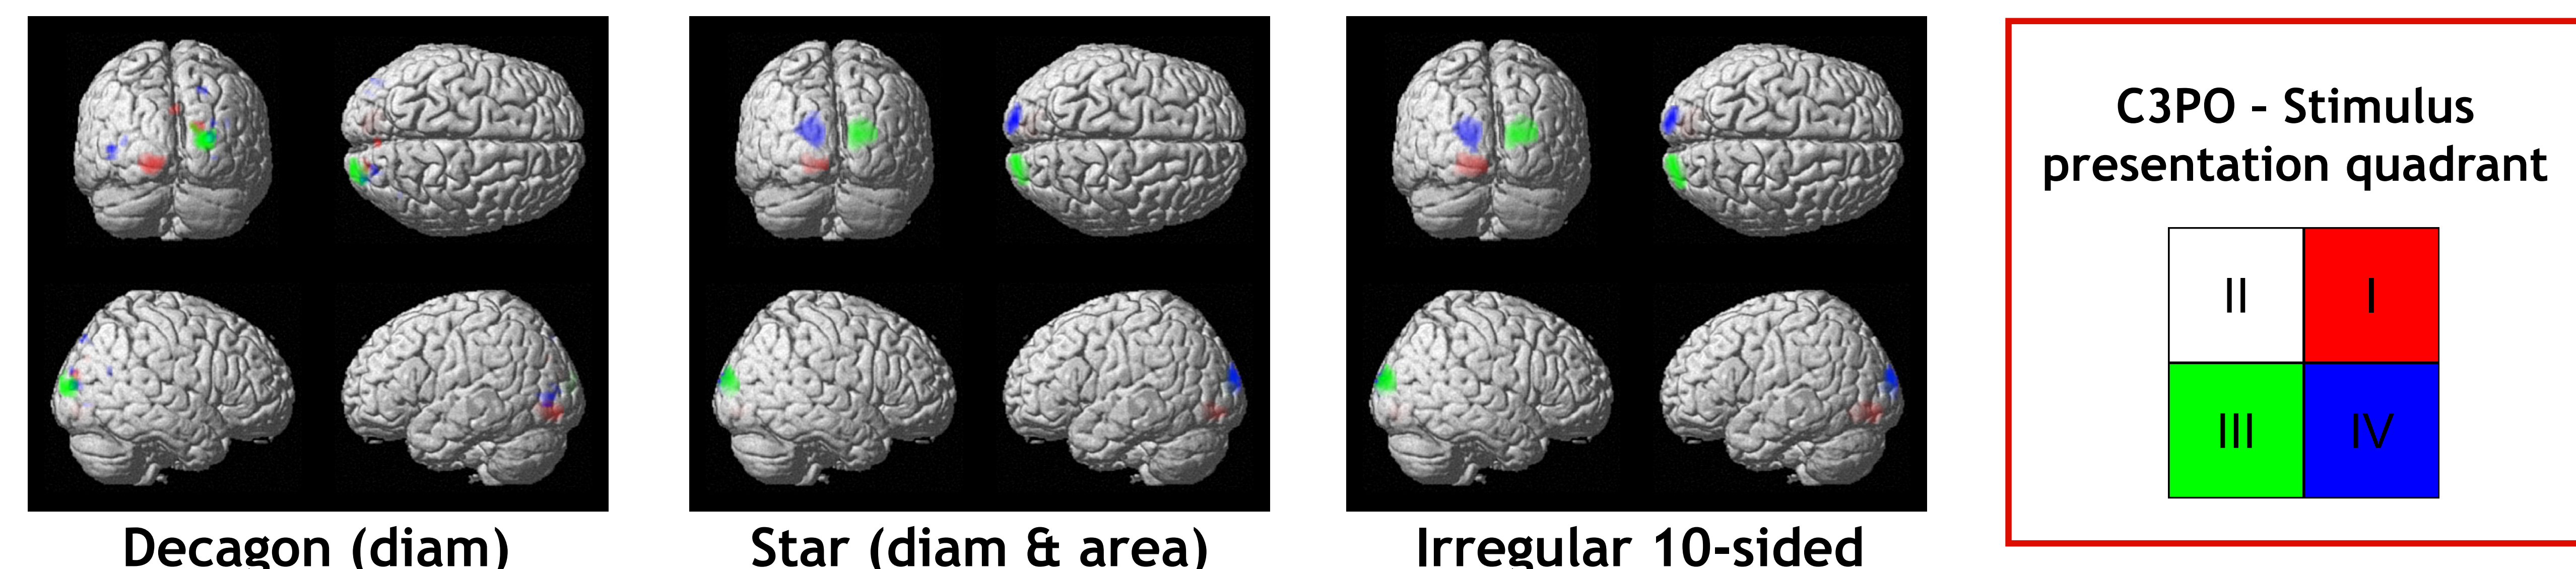 C3PO - Stimulus
presentation quadrant
II
I
III
IV
Decagon (diam)
Star (diam & area)
Irregular 10-sided